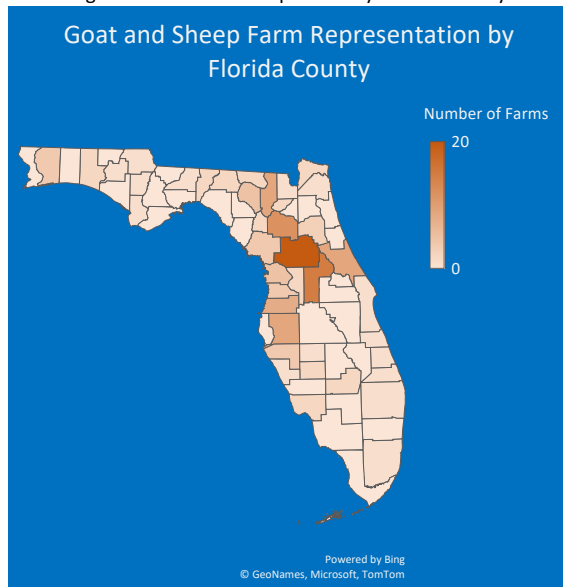 Goat and Sheep Farm Representation by
Florida County
Number of Farms
20
0
Powered by Bing
© GeoNames, Microsoft, TomTom